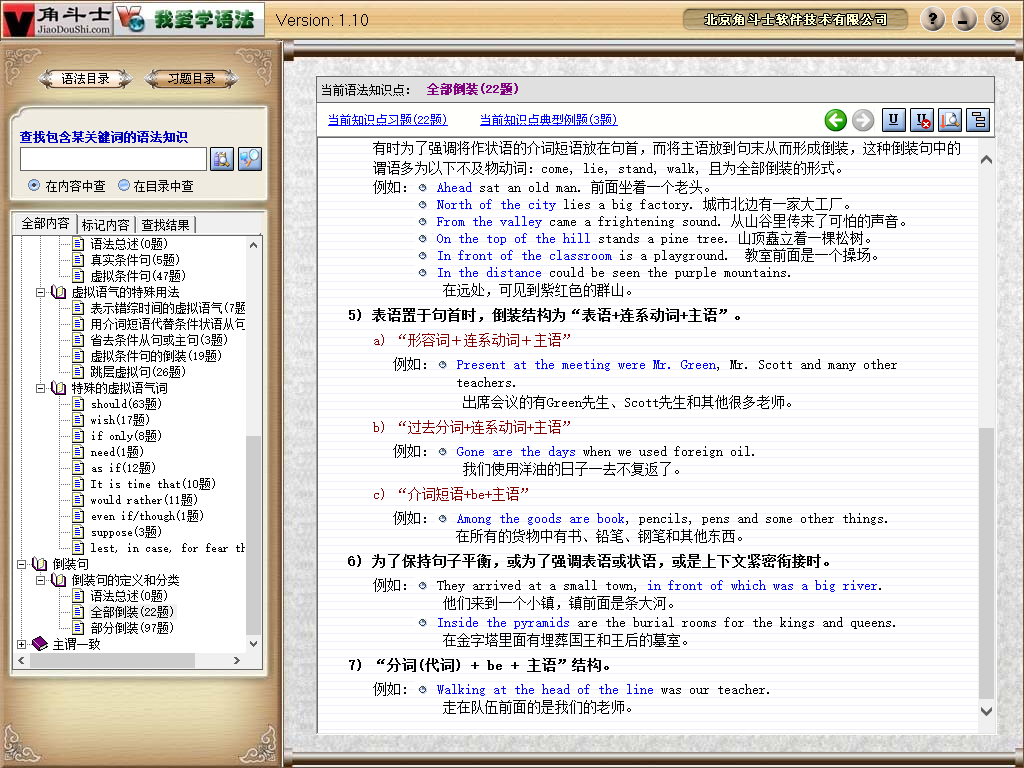 角斗士
JiaoDouShi.com
我爱学语法
Version: 1.10
北京角斗士软件技术有限公司
语法目录
习题目录
查找包含某关键词的语法知识
在内容中查
在目录中查
全部内容
标记内容
查找结果
语法总述(0题)
真实条件句(5题)
虚拟条件句(47题)
虚拟语气的特殊用法
表示错综时间的虚拟语气(7题
用介词短语代替条件状语从句
省去条件从句或主句(3题)
虚拟条件句的倒装(19题)
跳层虚拟句(26题)
特殊的虚拟语气词
should(63题)
wish(17题)
if only(8题)
need(1题)
as if(12题)
It is time that(10题)
would rather(11题)
even if/though(1题)
suppose(3题)
lest, in case, for fear th
倒装句
倒装句的定义和分类
语法总述(0题)
全部倒装(22题)
部分倒装(97题)
主谓一致
当前语法知识点: 全部倒装(22题)
当前知识点习题(22题)
当前知识点典型例题(3题)
有时为了强调将作状语的介词短语放在句首，而将主语放到句末从而形成倒装，这种倒装句中的
谓语多为以下不及物动词: come, lie, stand, walk, 且为全部倒装的形式。
例如: Ahead sat an old man. 前面坐着一个老头。
North of the city lies a big factory. 城市北边有一家大工厂。
From the valley came a frightening sound. 从山谷里传来了可怕的声音。
On the top of the hill stands a pine tree. 山顶矗立着一棵松树。
In front of the classroom is a playground. 教室前面是一个操场。
In the distance could be seen the purple mountains.
在远处，可见到紫红色的群山。
5) 表语置于句首时，倒装结构为“表语+连系动词+主语”。
a) “形容词＋连系动词＋主语”
例如: Present at the meeting were Mr. Green, Mr. Scott and many other
teachers.
出席会议的有Green先生、Scott先生和其他很多老师。
b) “过去分词+连系动词+主语”
例如: Gone are the days when we used foreign oil.
我们使用洋油的日子一去不复返了。
c) “介词短语+be+主语”
例如: Among the goods are book, pencils, pens and some other things.
在所有的货物中有书、铅笔、钢笔和其他东西。
6) 为了保持句子平衡，或为了强调表语或状语，或是上下文紧密衔接时。
例如: They arrived at a small town, in front of which was a big river.
他们来到一个小镇，镇前面是条大河。
Inside the pyramids are the burial rooms for the kings and queens.
在金字塔里面有埋葬国王和王后的墓室。
7) “分词(代词) + be + 主语”结构。
例如: Walking at the head of the line was our teacher.
走在队伍前面的是我们的老师。